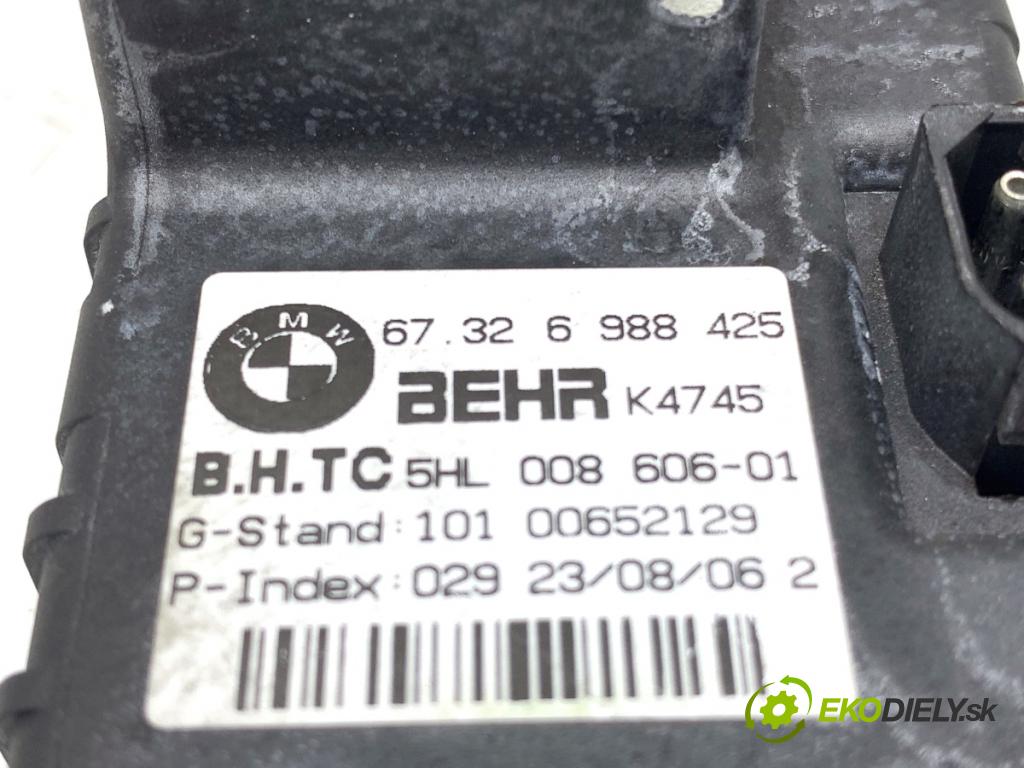 BMW 67.32 6 988 425
BEHR K4745
B.H.TC 5HL 008 606-01
G-Stand:101 00652129
P-Index:029 23/08/06 2
EKODIELY.sk